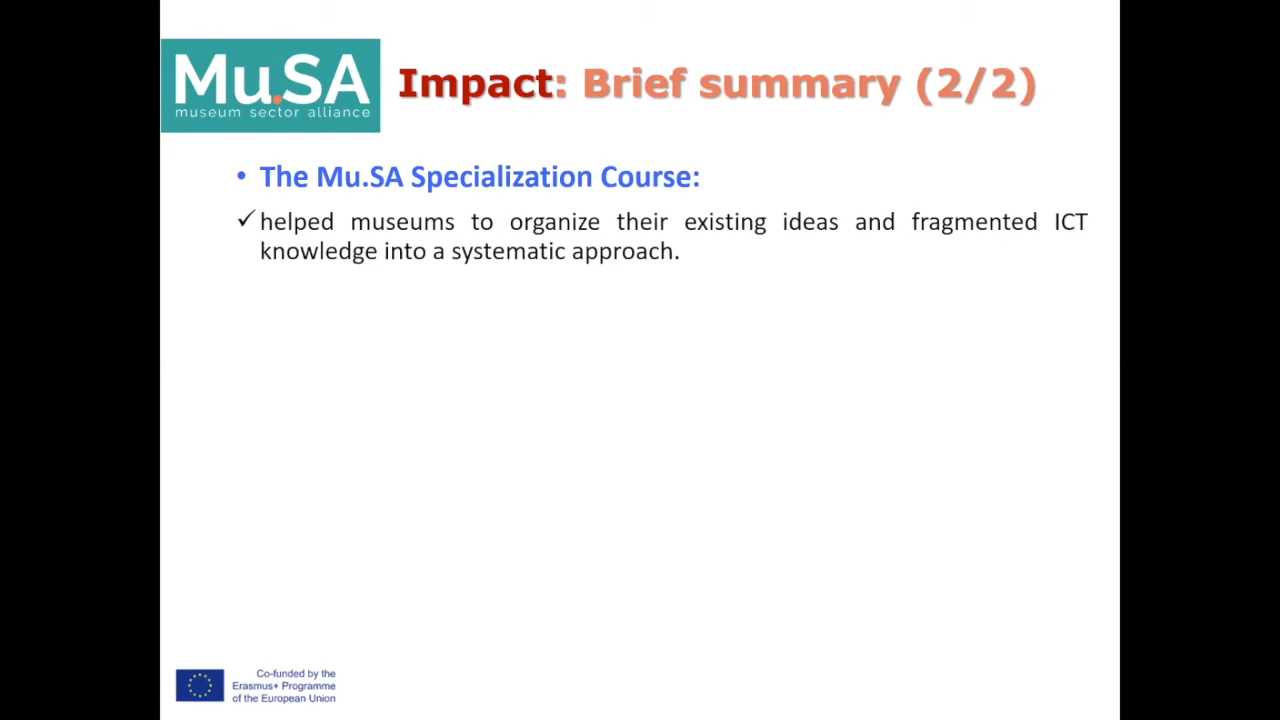 Mu.SA
museum sector alliance
Impact: Brief summary (2/2)
• The Mu.SA Specialization Course:
✓ helped museums to organize their existing ideas and fragmented ICT
knowledge into a systematic approach.
Co-funded by the
Erasmus+ Programme
of the European Union